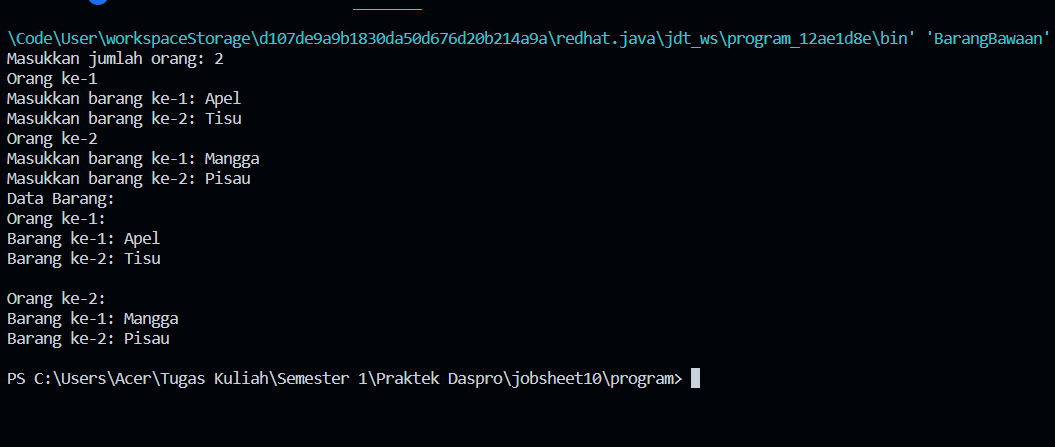 \Code\User\workspaceStorage\d107de9a9b1830da50d676d20b214a9a\redhat.java\jdt_ws\program_12ae1d8e\bin' 'BarangBawaan'
Masukkan jumlah orang: 2
Orang ke-1
Masukkan barang ke-1: Apel
Masukkan barang ke-2: Tisu
Orang ke-2
Masukkan barang ke-1: Mangga
Masukkan barang ke-2: Pisau
Data Barang:
Orang ke-1:
Barang ke-1: Apel
Barang ke-2: Tisu
Orang ke-2:
Barang ke-1: Mangga
Barang ke-2: Pisau
PS C:\Users\Acer\Tugas Kuliah\Semester 1\Praktek Daspro\jobsheet10\program>